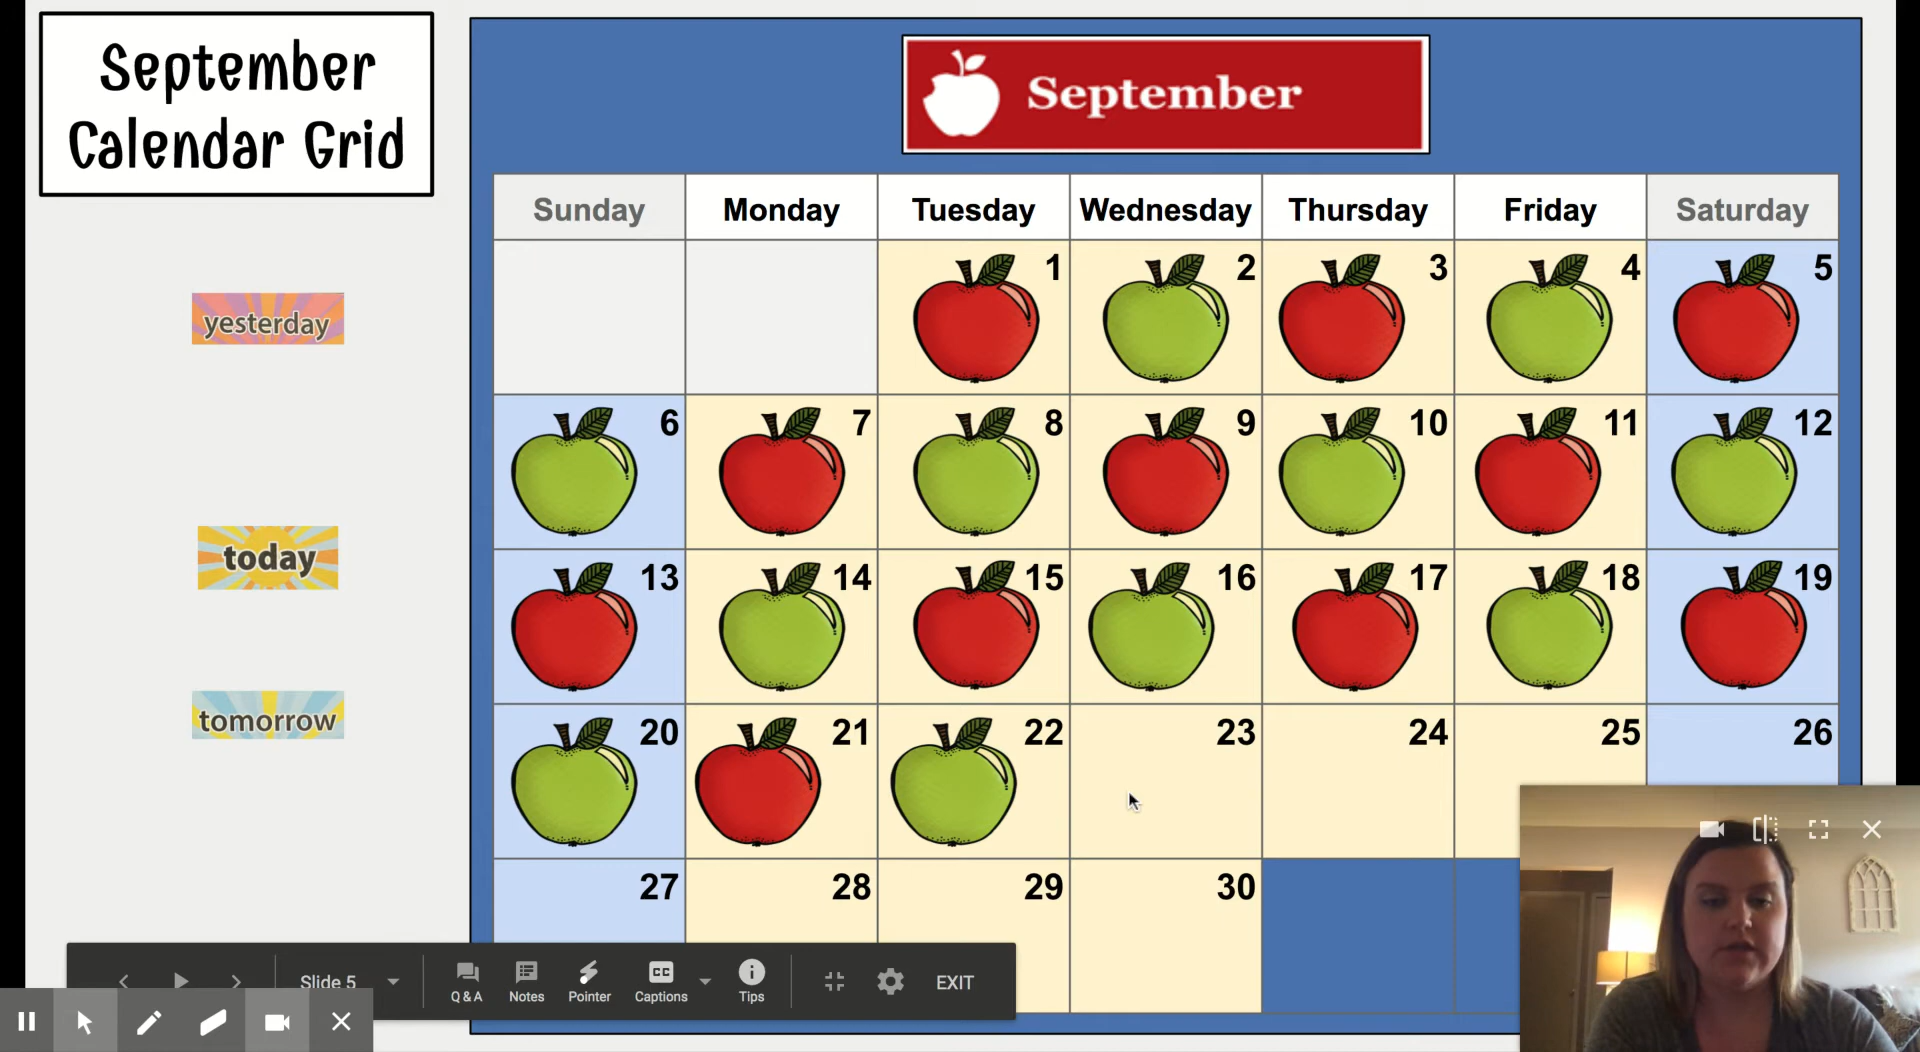 September
Calendar Grid
yesterday
today
tomorrow
September
Sunday Monday Tuesday Wednesday Thursday Friday Saturday
1 2 3 4 5
6 7 8 9 10 11 12
13 14 15 16 17 18 19
20 21 22 23 24 25 26
27 28 29 30
Slide 5
Q & A Notes Pointer CC Captions Tips EXIT